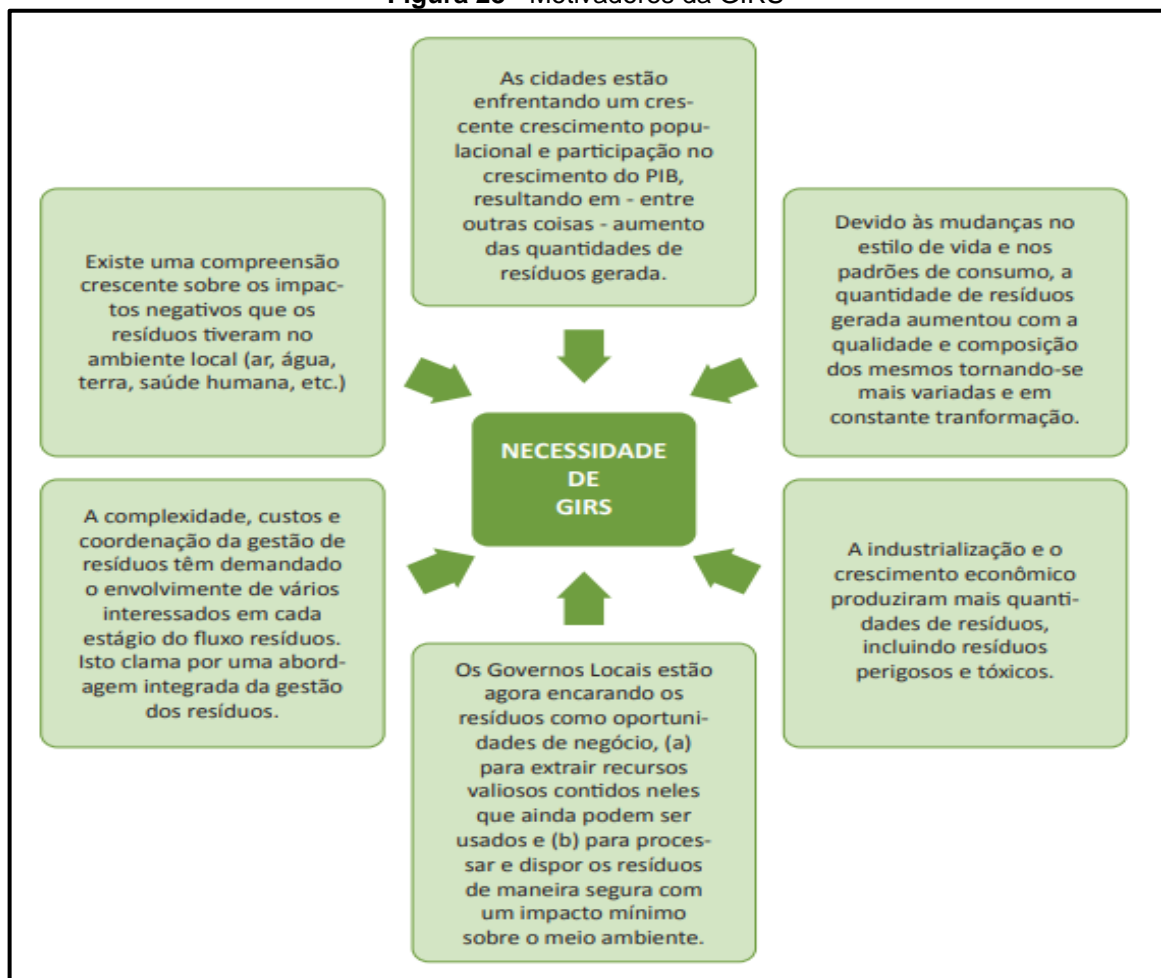 As cidades estão
enfrentando um cres-
cente crescimento popu-
lacional e participação no
crescimento do PIB,
resultando em - entre
outras coisas - aumento
das quantidades de
resíduos gerada.
Existe uma compreensão
crescente sobre os impac-
tos negativos que os
resíduos tiveram no
ambiente local (ar, água,
terra, saúde humana, etc.)
Devido às mudanças no
estilo de vida e nos
padrões de consumo, a
quantidade de resíduos
gerada aumentou com a
qualidade e composição
dos mesmos tornando-se
mais variadas e em
constante tranformação.
NECESSIDADE
DE
GIRS
A complexidade, custos e
coordenação da gestão de
resíduos têm demandado
o envolvimento de vários
interessados em cada
estágio do fluxo resíduos.
Isto clama por uma abord-
agem integrada da gestão
dos resíduos.
A industrialização e o
crescimento econômico
produziram mais quanti-
dades de resíduos,
incluindo resíduos
perigosos e tóxicos.
Os Governos Locais estão
agora encarando os
resíduos como oportuni-
dades de negócio, (a)
para extrair recursos
valiosos contidos neles
que ainda podem ser
usados e (b) para proces-
sar e dispor os resíduos
de maneira segura com
um impacto mínimo
sobre o meio ambiente.